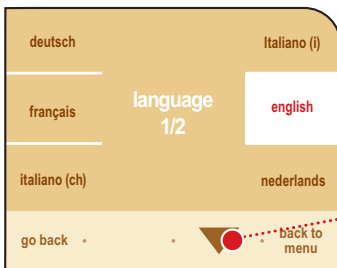 deutsch
Italiano (i)
français
language
1/2
english
italiano (ch)
nederlands
go back
back to
menu